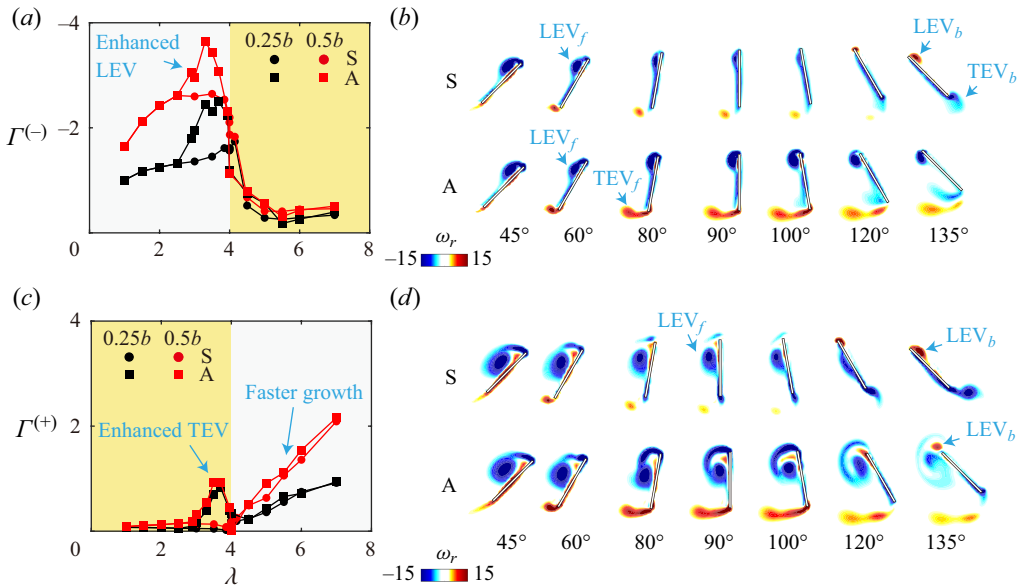 (a)
−4
−2
Γ(−)
Enhanced
LEV
0.25b 0.5b
S
A
0 2 4 6 8
(b)
S
LEVf
LEVb
TEVb
A
LEVf
TEVf
45° 60° 80° 90° 100° 120° 135°
ωr
−15 15
(c)
4
2
0
Γ(+)
0.25b 0.5b
S
A
Faster growth
Enhanced TEV
0 2 4 6 8
λ
(d)
S
LEVf
LEVb
A
LEVb
45° 60° 80° 90° 100° 120° 135°
ωr
−15 15